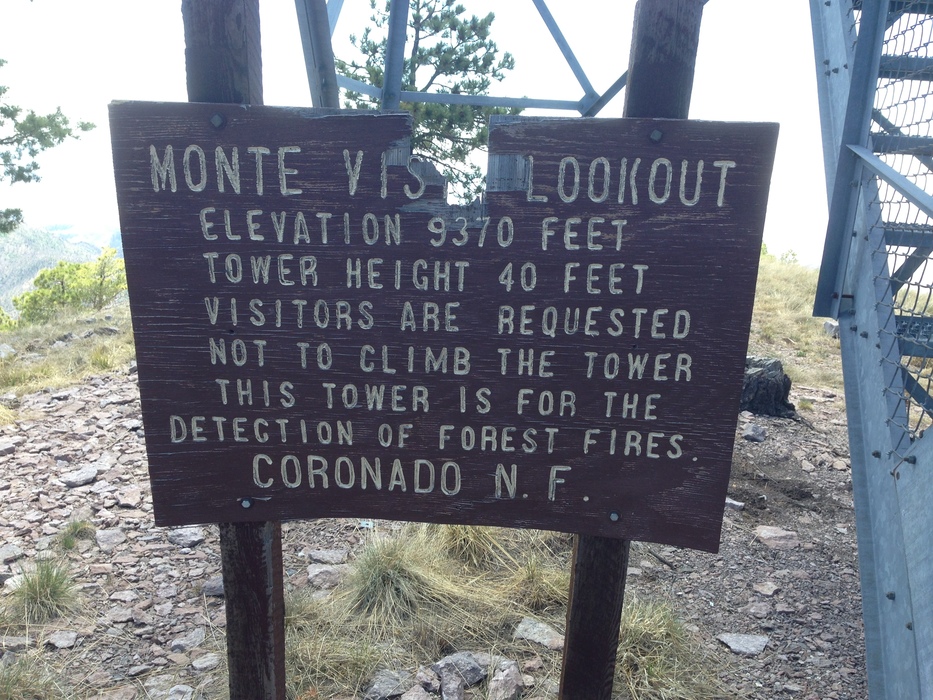 MONTE VIS LOOKOUT
ELEVATION 9370 FEET
TOWER HEIGHT 40 FEET
VISITORS ARE REQUESTED
NOT TO CLIMB THE TOWER
THIS TOWER IS FOR THE
DETECTION OF FOREST FIRES.
CORONADO N. F.